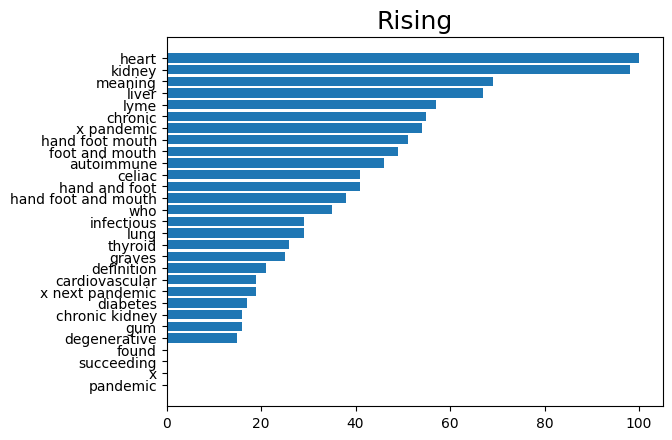 Rising
heart
kidney
meaning
liver
lyme
chronic
x pandemic
hand foot mouth
foot and mouth
autoimmune
celiac
hand and foot
hand foot and mouth
who
infectious
lung
thyroid
graves
definition
cardiovascular
x next pandemic
diabetes
chronic kidney
gum
degenerative
found
succeeding
x
pandemic
0 20 40 60 80 100